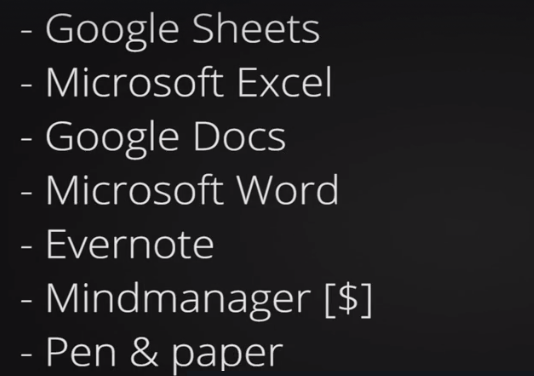 - Google Sheets
- Microsoft Excel
- Google Docs
- Microsoft Word
- Evernote
- Mindmanager [$]
- Pen & paper